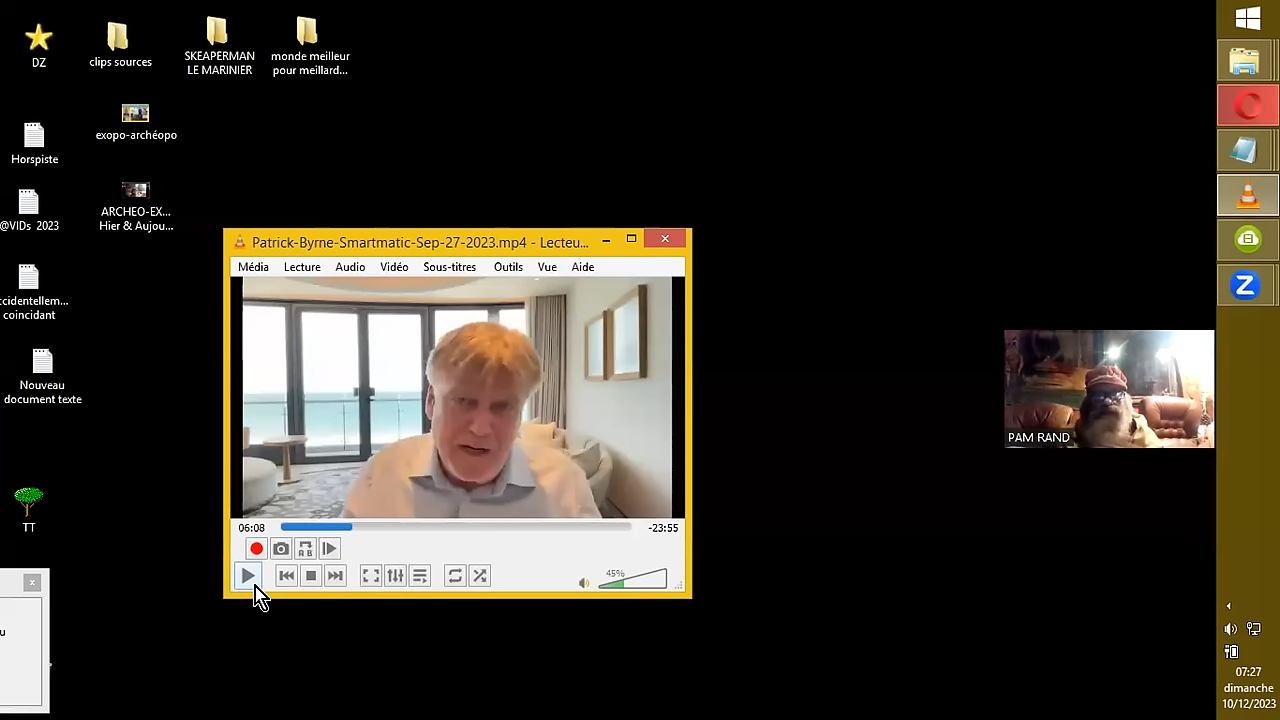 DZ
clips sources
SKEAPERMAN
LE MARINIER
monde meilleur
pour meillard...
Horspiste
exopo-archéopo
@VIDs 2023
ARCHEO-EX...
Hier & Aujou...
ccidentellem...
coincidant
Nouveau
document texte
TT
u
Patrick-Byrne-Smartmatic-Sep-27-2023.mp4 - Lecteu...
Média Lecture Audio Vidéo Sous-titres Outils Vue Aide
06:08
-23:55
A B
45%
PAM RAND
Z
07:27
dimanche
10/12/2023